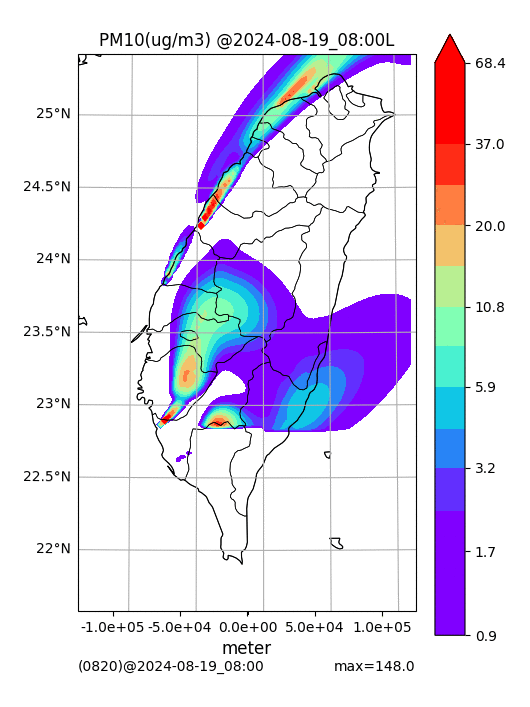 PM10(ug/m3) @2024-08-19_08:00L
68.4
37.0
20.0
10.8
5.9
3.2
1.7
0.9
25°N
24.5°N
24°N
23.5°N
23°N
22.5°N
22°N
-1.0e+05 -5.0e+04 0.0e+00 5.0e+04 1.0e+05
meter
(0820)@2024-08-19_08:00 max=148.0